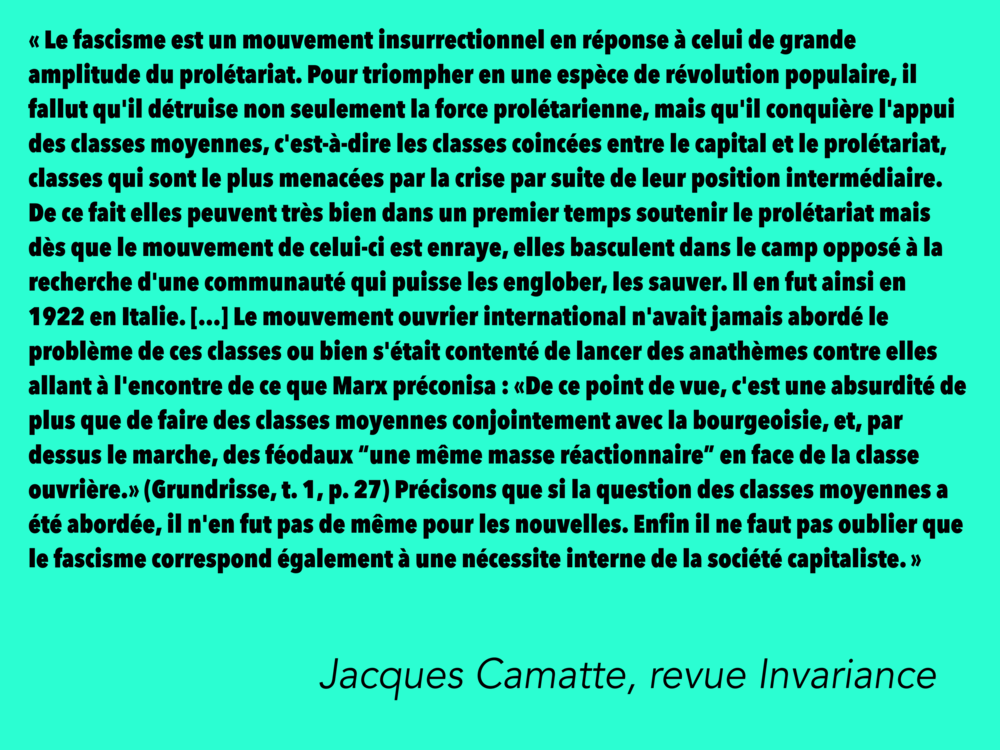 « Le fascisme est un mouvement insurrectionnel en réponse à celui de grande
amplitude du prolétariat. Pour triompher en une espèce de révolution populaire, il
fallut qu'il détruise non seulement la force prolétarienne, mais qu'il conquière l'appui
des classes moyennes, c'est-à-dire les classes coincées entre le capital et le prolétariat,
classes qui sont le plus menacées par la crise par suite de leur position intermédiaire.
De ce fait elles peuvent très bien dans un premier temps soutenir le prolétariat mais
dès que le mouvement de celui-ci est enraye, elles basculent dans le camp opposé à la
recherche d'une communauté qui puisse les englober, les sauver. Il en fut ainsi en
1922 en Italie. [...] Le mouvement ouvrier international n'avait jamais abordé le
problème de ces classes ou bien s'était contenté de lancer des anathèmes contre elles
allant à l'encontre de ce que Marx préconisa : «De ce point de vue, c'est une absurdité de
plus que de faire des classes moyennes conjointement avec la bourgeoisie, et, par
dessus le marche, des féodaux “une même masse réactionnaire” en face de la classe
ouvrière.» (Grundrisse, t. 1, p. 27) Précisons que si la question des classes moyennes a
été abordée, il n'en fut pas de même pour les nouvelles. Enfin il ne faut pas oublier que
le fascisme correspond également à une nécessite interne de la société capitaliste. »
Jacques Camatte, revue Invariance